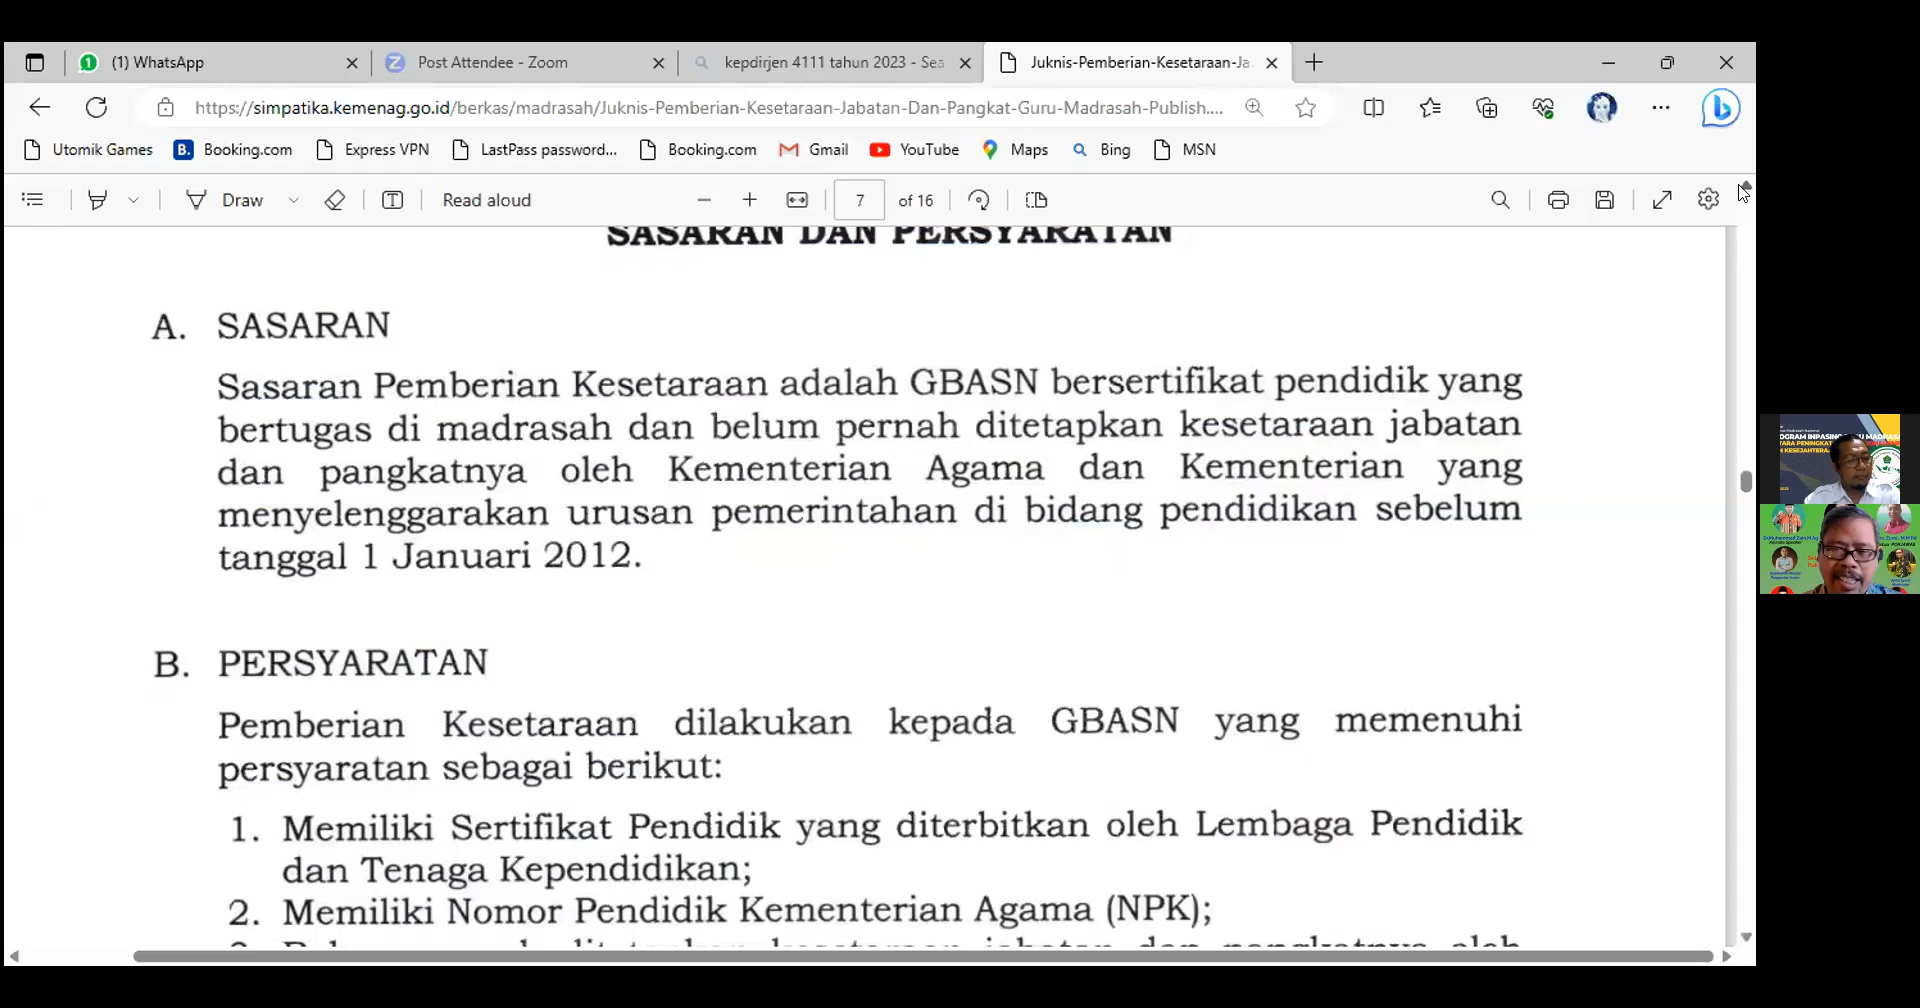 (1) WhatsApp
Post Attendee - Zoom
kepdirjen 4111 tahun 2023 - Sea
Juknis-Pemberian-Kesetaraan-Ja
https://simpatika.kemenag.go.id/berkas/madrasah/Juknis-Pemberian-Kesetaraan-Jabatan-Dan-Pangkat-Guru-Madrasah-Publish....
Utomik Games
B. Booking.com
Express VPN
LastPass password...
Booking.com
Gmail
YouTube
Maps
Bing
MSN
Draw
Read aloud
7 of 16
SASARAN DAN PERSYARATAN
A. SASARAN
Sasaran Pemberian Kesetaraan adalah GBASN bersertifikat pendidik yang
bertugas di madrasah dan belum pernah ditetapkan kesetaraan jabatan
dan pangkatnya oleh Kementerian Agama dan Kementerian yang
menyelenggarakan urusan pemerintahan di bidang pendidikan sebelum
tanggal 1 Januari 2012.
B. PERSYARATAN
Pemberian Kesetaraan dilakukan kepada GBASN yang memenuhi
persyaratan sebagai berikut:
1. Memiliki Sertifikat Pendidik yang diterbitkan oleh Lembaga Pendidik
dan Tenaga Kependidikan;
2. Memiliki Nomor Pendidik Kementerian Agama (NPK);